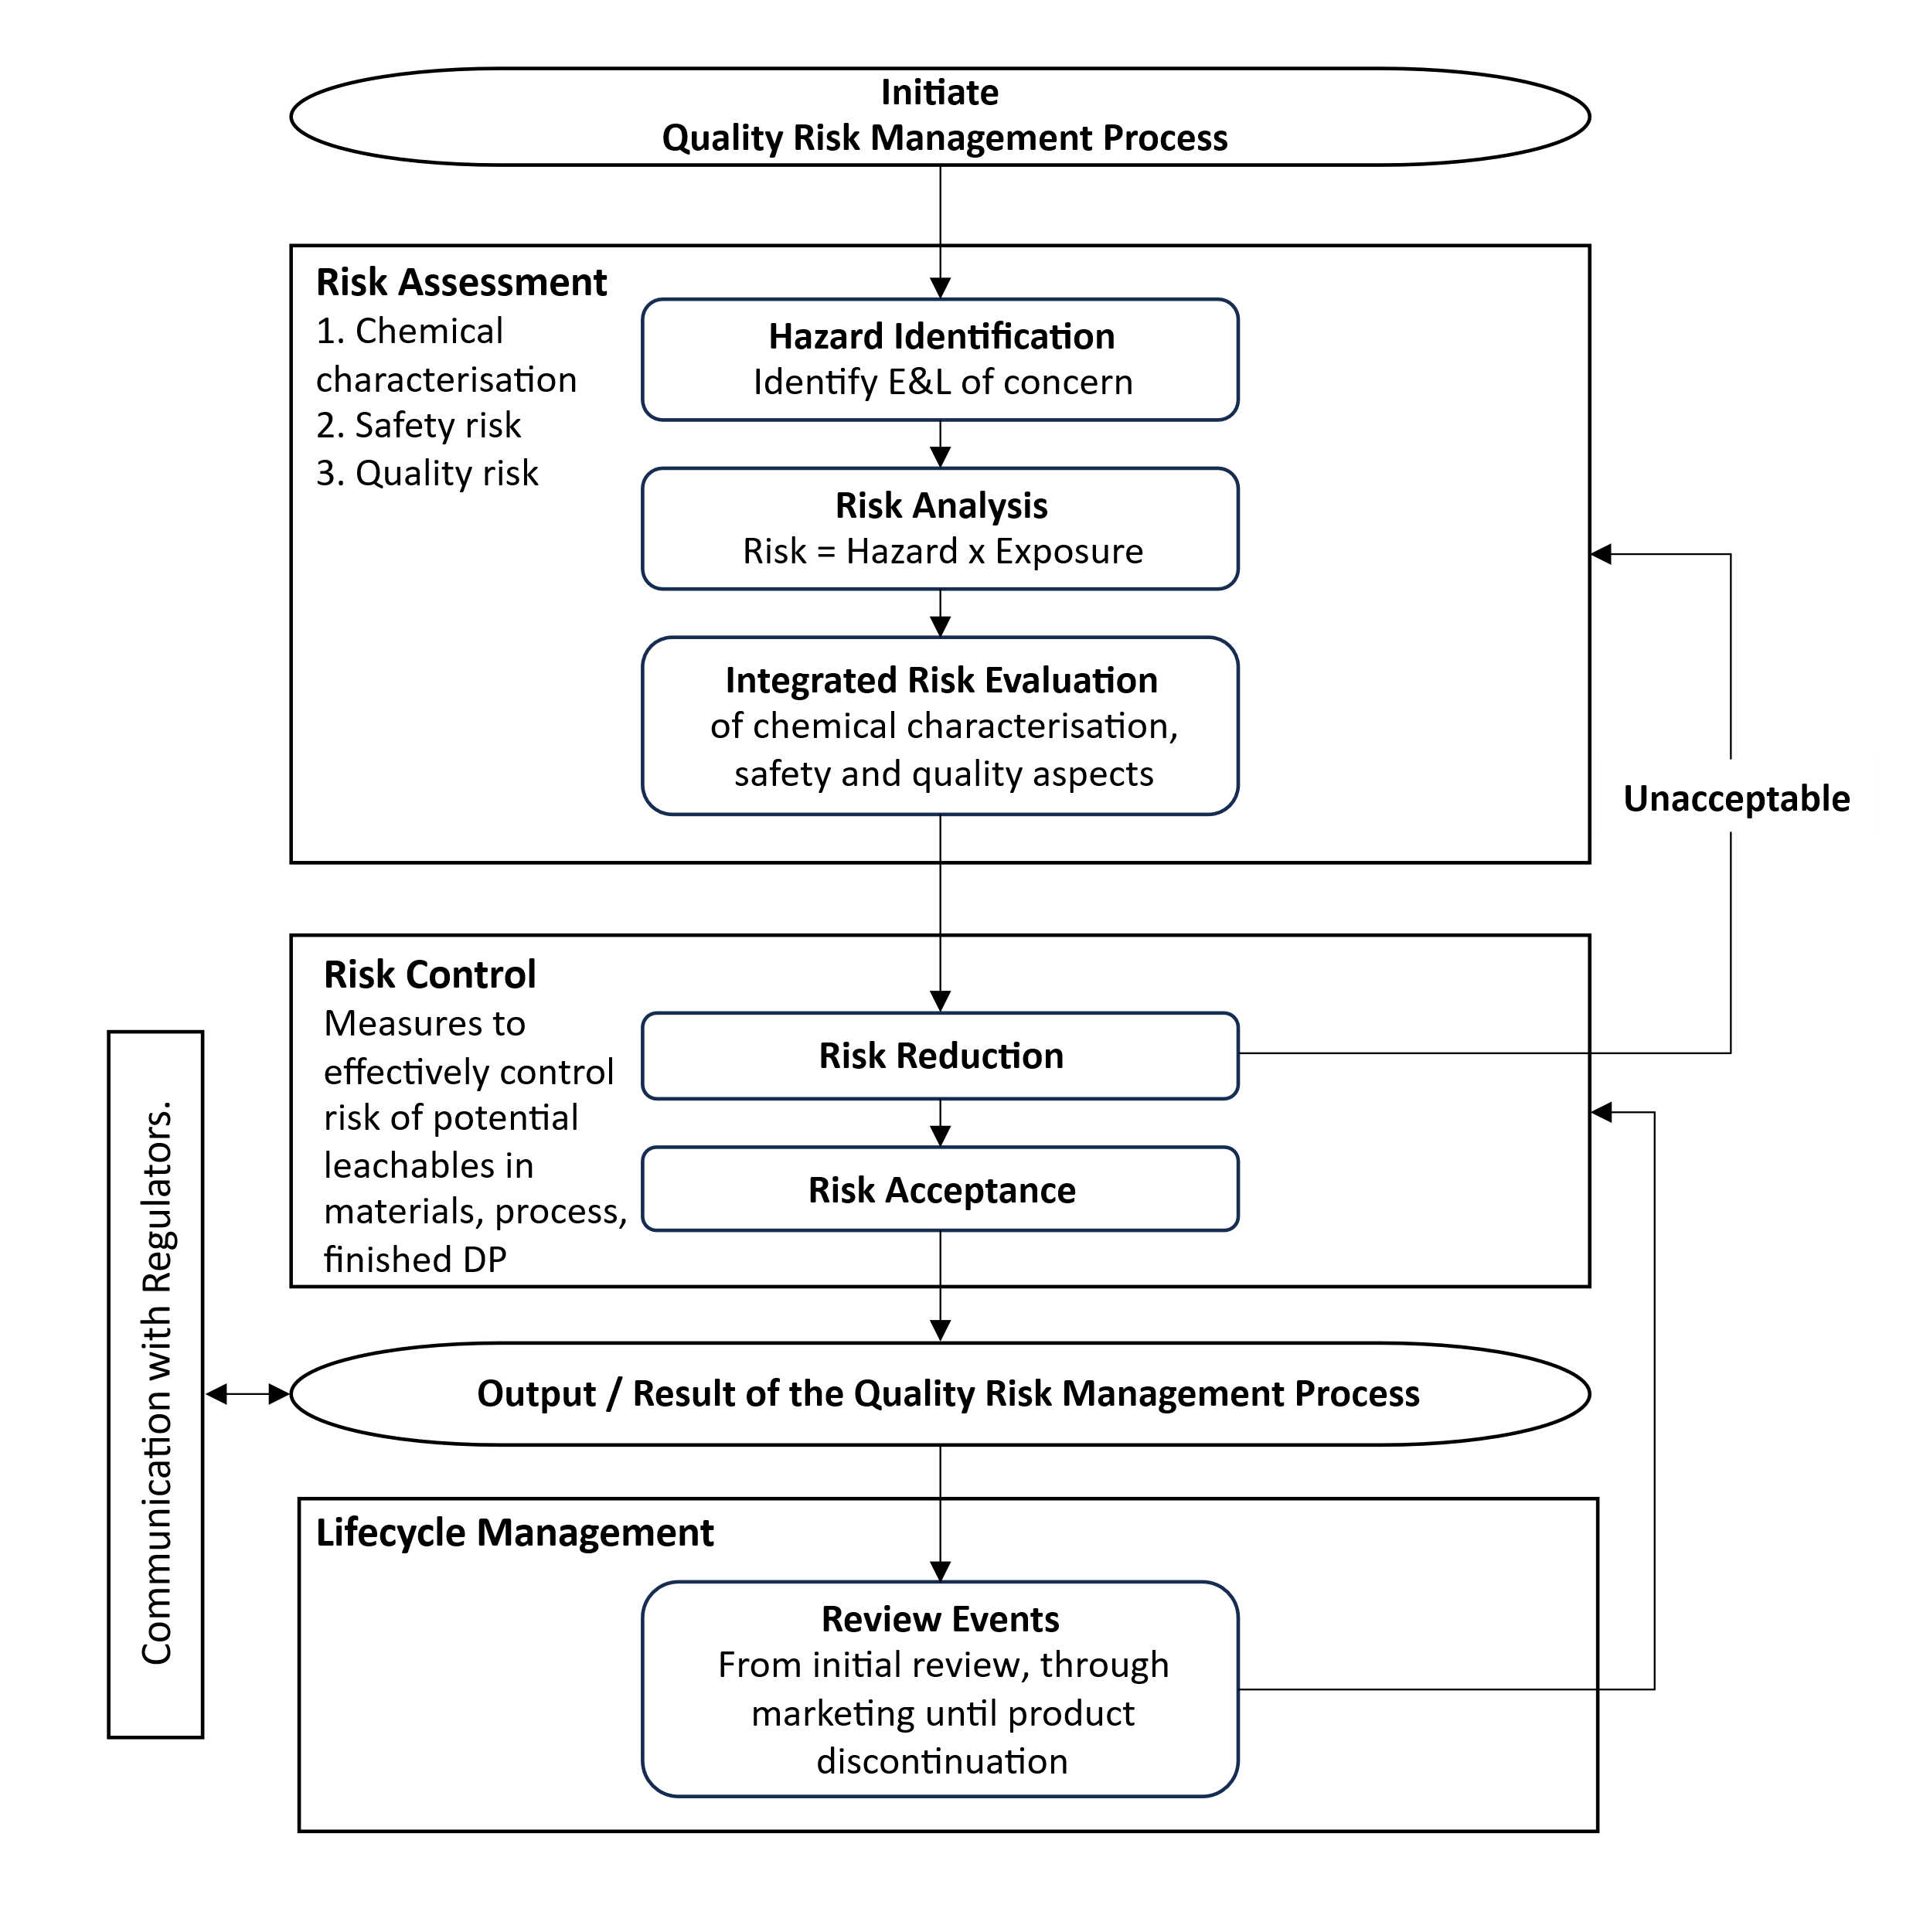 Initiate
Quality Risk Management Process
Risk Assessment
1. Chemical
characterisation
2. Safety risk
3. Quality risk
Hazard Identification
Identify E&L of concern
Risk Analysis
Risk = Hazard x Exposure
Integrated Risk Evaluation
of chemical characterisation,
safety and quality aspects
Unacceptable
Risk Control
Measures to
effectively control
risk of potential
leachables in
materials, process,
finished DP
Risk Reduction
Risk Acceptance
Communication with Regulators.
Output / Result of the Quality Risk Management Process
Lifecycle Management
Review Events
From initial review, through
marketing until product
discontinuation